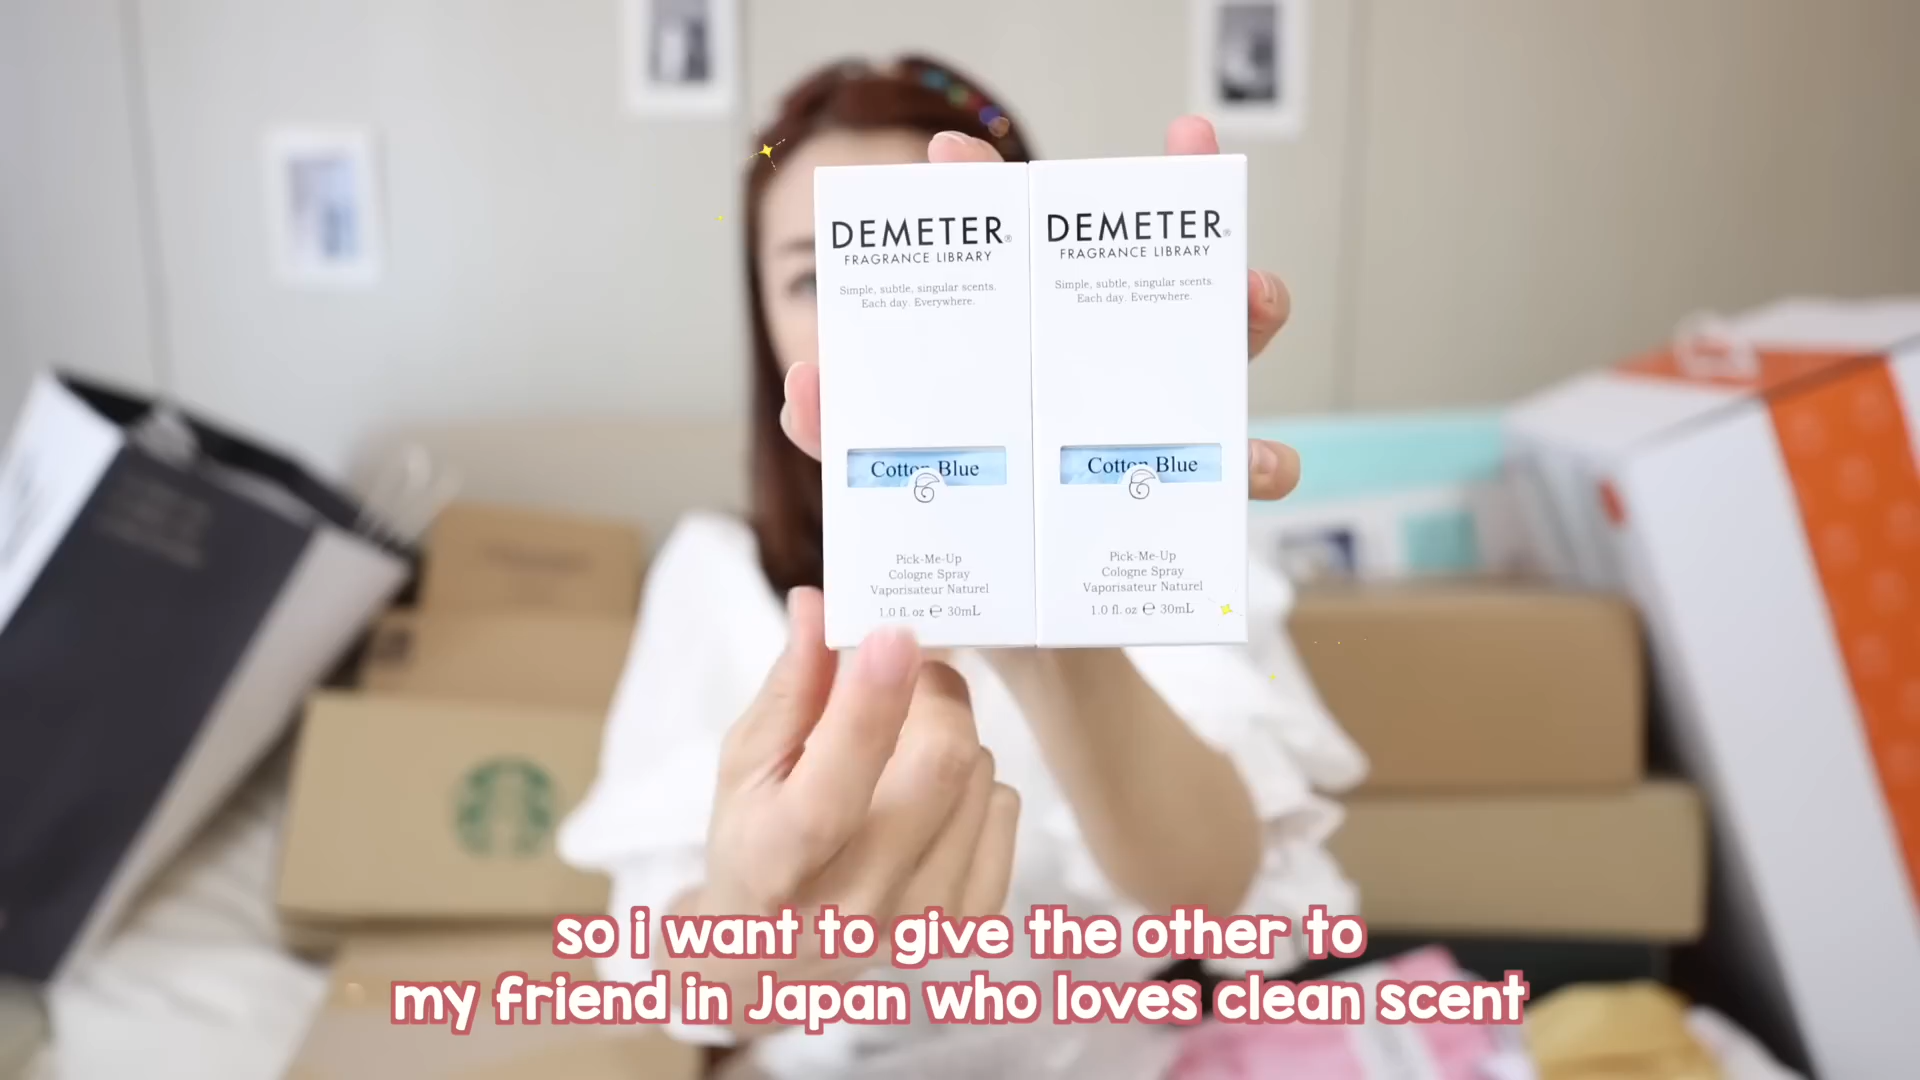 DEMETER®
FRAGRANCE LIBRARY
Simple, subtle, singular scents.
Each day. Everywhere.
Cotton Blue
Pick-Me-Up
Cologne Spray
Vaporisateur Naturel
1.0 fl. oz ℮ 30mL
DEMETER®
FRAGRANCE LIBRARY
Simple, subtle, singular scents.
Each day. Everywhere.
Cotton Blue
Pick-Me-Up
Cologne Spray
Vaporisateur Naturel
1.0 fl. oz ℮ 30mL
so i want to give the other to
my friend in Japan who loves clean scent